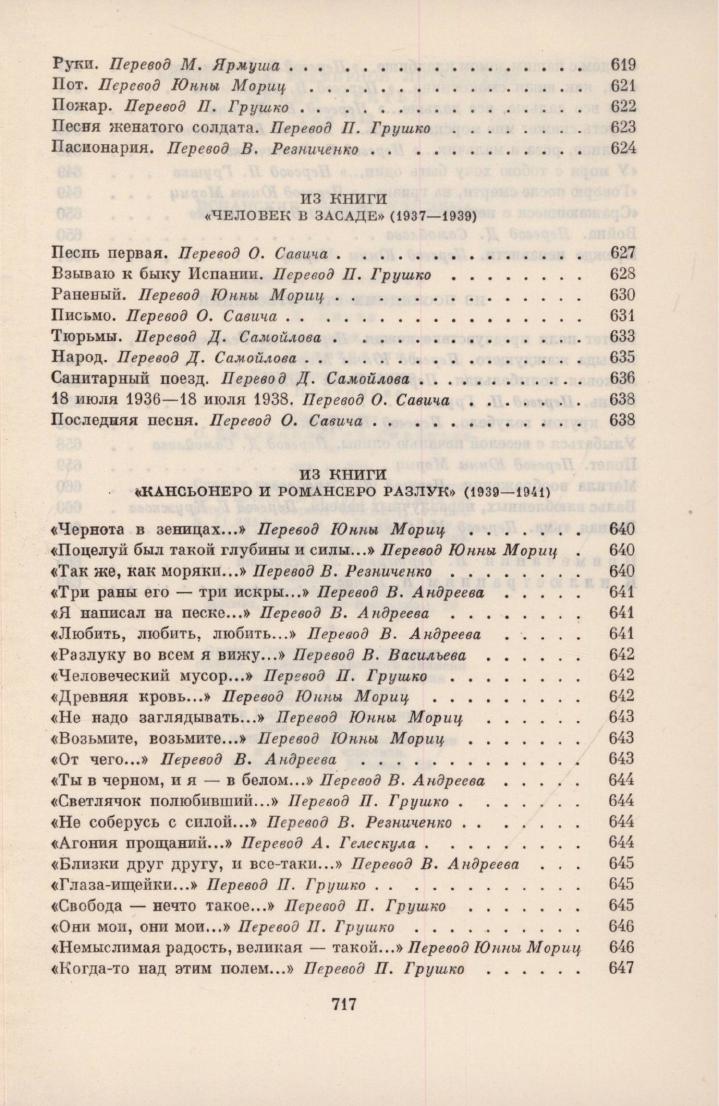 Руки. Перевод М. Ярмуша . . . . . . . . . . . . . . . 619
Пот. Перевод Юнны Мориц . . . . . . . . . . . . . . 621
Пожар. Перевод П. Грушко . . . . . . . . . . . . . . 622
Песня женатого солдата. Перевод П. Грушко . . . . . . . 623
Пасионария. Перевод В. Резниченко . . . . . . . . . . . 624
ИЗ КНИГИ
«ЧЕЛОВЕК В ЗАСАДЕ» (1937—1939)
Песнь первая. Перевод О. Савича . . . . . . . . . . . . 627
Взываю к быку Испании. Перевод П. Грушко . . . . . . . 628
Раненый. Перевод Юнны Мориц . . . . . . . . . . . . 630
Письмо. Перевод О. Савича . . . . . . . . . . . . . . 631
Тюрьмы. Перевод Д. Самойлова . . . . . . . . . . . . 633
Народ. Перевод Д. Самойлова . . . . . . . . . . . . . 635
Санитарный поезд. Перевод Д. Самойлова . . . . . . . . . 636
18 июля 1936—18 июля 1938. Перевод О. Савича . . . . . . . 638
Последняя песня. Перевод О. Савича . . . . . . . . . . . 638
ИЗ КНИГИ
«КАНСЬОНЕРО И РОМАНСЕРО РАЗЛУК» (1939—1941)
«Чернота в зеницах...» Перевод Юнны Мориц . . . . . . 640
«Поцелуй был такой глубины и силы...» Перевод Юнны Мориц . 640
«Так же, как моряки...» Перевод В. Резниченко . . . . . . . 640
«Три раны его — три искры...» Перевод В. Андреева . . . . . 641
«Я написал на песке...» Перевод В. Андреева . . . . . . . . 641
«Любить, любить, любить...» Перевод В. Андреева . . . . . 641
«Разлуку во всем я вижу...» Перевод В. Васильева . . . . . . 642
«Человеческий мусор...» Перевод П. Грушко . . . . . . . 642
«Древняя кровь...» Перевод Юнны Мориц . . . . . . . . 642
«Не надо заглядывать...» Перевод Юнны Мориц . . . . . . 643
«Возьмите, возьмите...» Перевод Юнны Мориц . . . . . . . 643
«От чего...» Перевод В. Андреева . . . . . . . . . . . . 643
«Ты в черном, и я — в белом...» Перевод В. Андреева . . . . . 644
«Светлячок полюбивший...» Перевод П. Грушко . . . . . . . 644
«Не соберусь с силой...» Перевод В. Резниченко . . . . . . . 644
«Агония прощаний...» Перевод А. Гелескула . . . . . . . . . 644
«Близки друг другу, и все-таки...» Перевод В. Андреева . . . 645
«Глаза-ищейки...» Перевод П. Грушко . . . . . . . . . . . 645
«Свобода — нечто такое...» Перевод П. Грушко . . . . . . . 645
«Они мои, они мои...» Перевод П. Грушко . . . . . . . . . 646
«Немыслимая радость, великая — такой...» Перевод Юнны Мориц 646
«Когда-то над этим полем...» Перевод П. Грушко . . . . . . 647
717